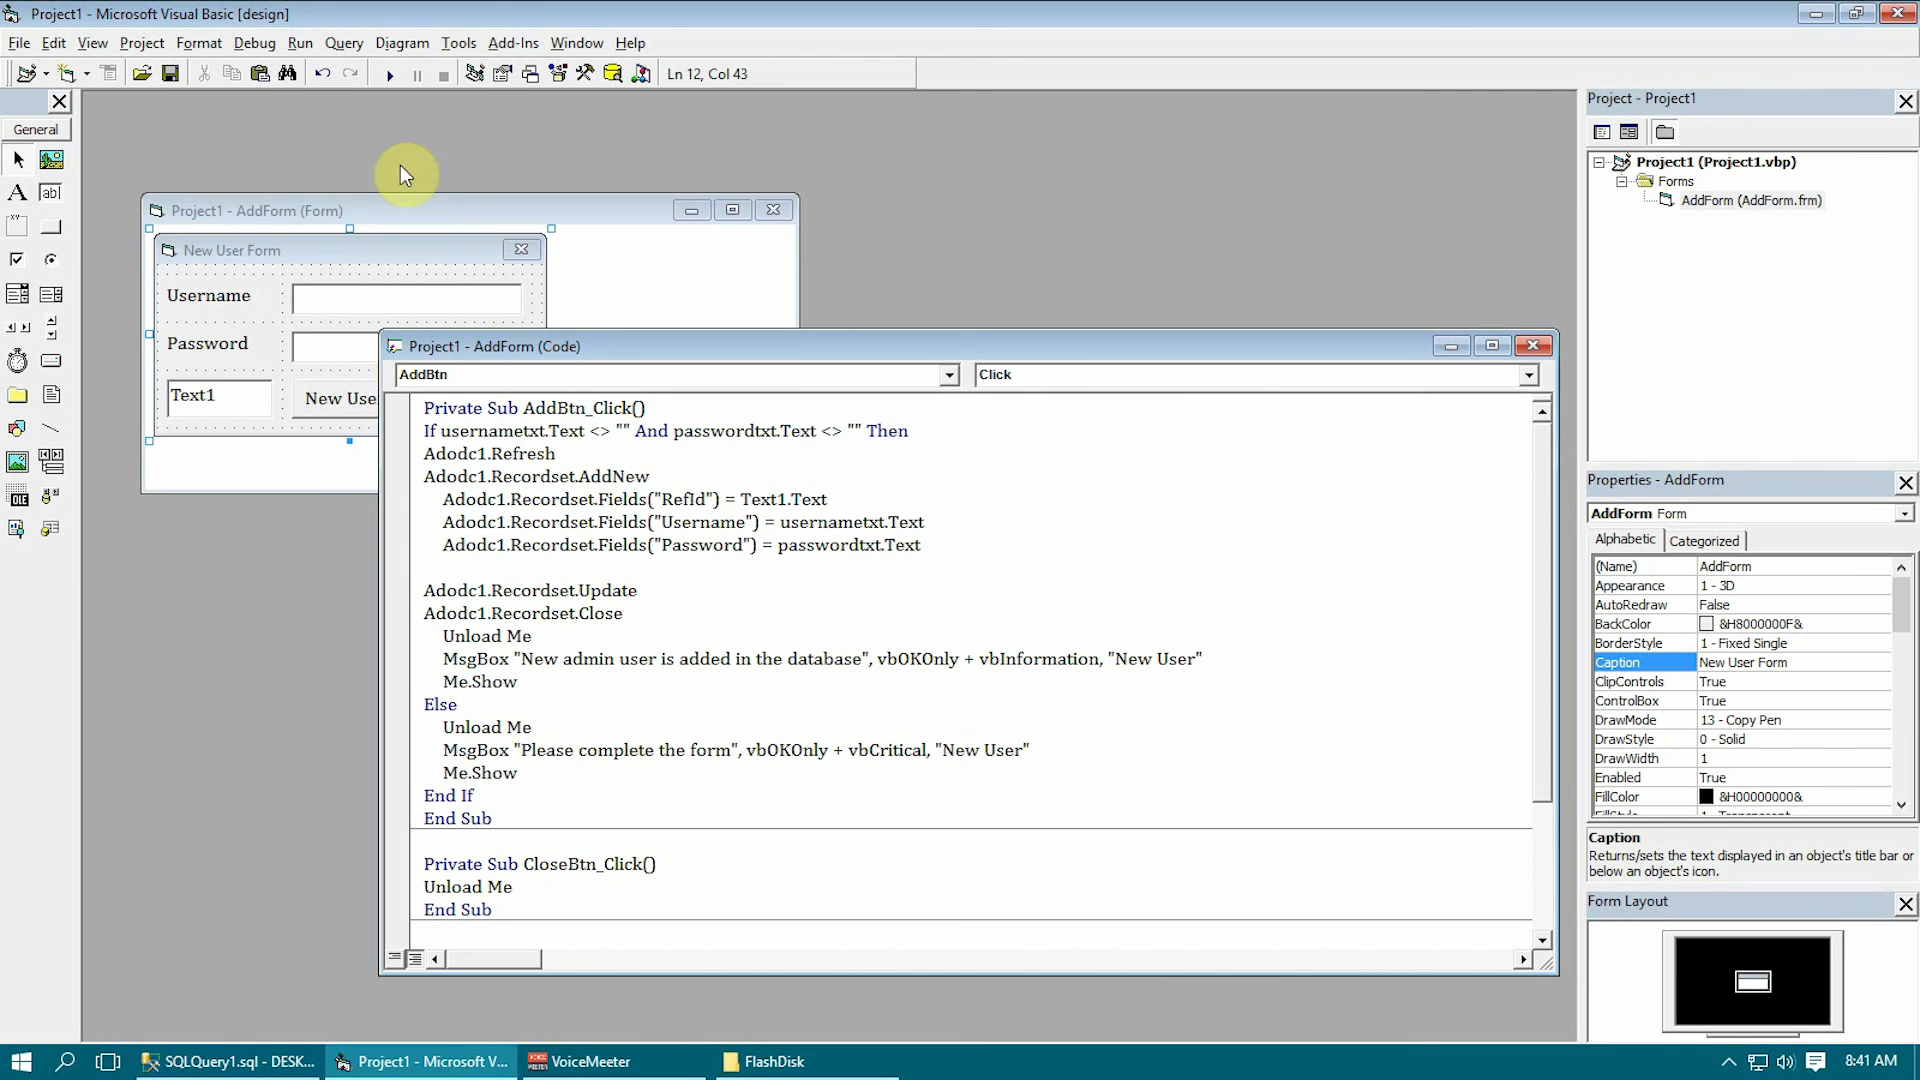 Project1 - Microsoft Visual Basic [design]
File Edit View Project Format Debug Run Query Diagram Tools Add-Ins Window Help
Ln 12, Col 43
General
A ab|
XY
OLE
Project1 - AddForm (Form)
New User Form
Username
Password
Text1
New Use
Project1 - AddForm (Code)
AddBtn Click
Private Sub AddBtn_Click()
If usernametxt.Text <> "" And passwordtxt.Text <> "" Then
Adodc1.Refresh
Adodc1.Recordset.AddNew
Adodc1.Recordset.Fields("RefId") = Text1.Text
Adodc1.Recordset.Fields("Username") = usernametxt.Text
Adodc1.Recordset.Fields("Password") = passwordtxt.Text
Adodc1.Recordset.Update
Adodc1.Recordset.Close
Unload Me
MsgBox "New admin user is added in the database", vbOKOnly + vbInformation, "New User"
Me.Show
Else
Unload Me
MsgBox "Please complete the form", vbOKOnly + vbCritical, "New User"
Me.Show
End If
End Sub
Private Sub CloseBtn_Click()
Unload Me
End Sub
Project - Project1
Project1 (Project1.vbp)
Forms
AddForm (AddForm.frm)
Properties - AddForm
AddForm Form
Alphabetic Categorized
(Name) AddForm
Appearance 1 - 3D
AutoRedraw False
BackColor &H8000000F&
BorderStyle 1 - Fixed Single
Caption New User Form
ClipControls True
ControlBox True
DrawMode 13 - Copy Pen
DrawStyle 0 - Solid
DrawWidth 1
Enabled True
FillColor &H00000000&
Caption
Returns/sets the text displayed in an object's title bar or
below an object's icon.
Form Layout
SQLQuery1.sql - DESK... Project1 - Microsoft V... VoiceMeeter FlashDisk 8:41 AM